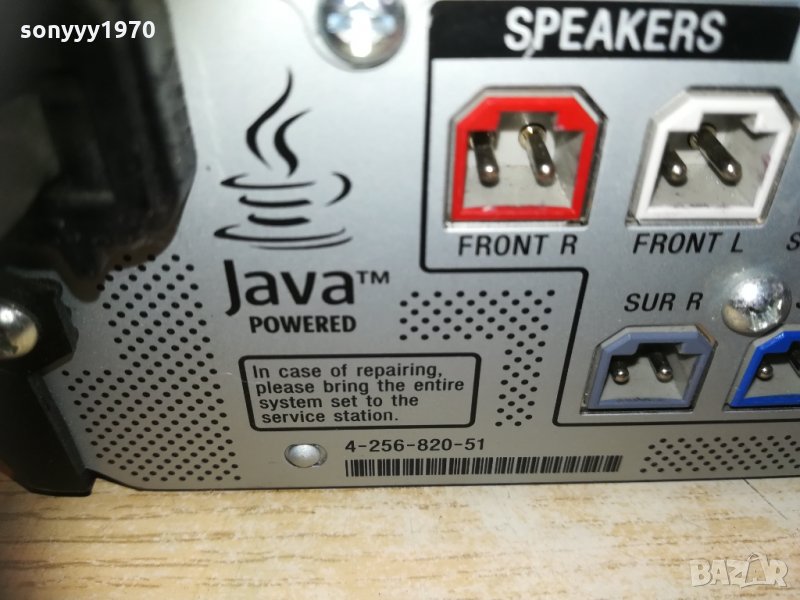 sonyyy1970
SPEAKERS
FRONT R
FRONT L
S
Java™
POWERED
SUR R
In case of repairing,
please bring the entire
system set to the
service station.
4-256-820-51
BAZAR